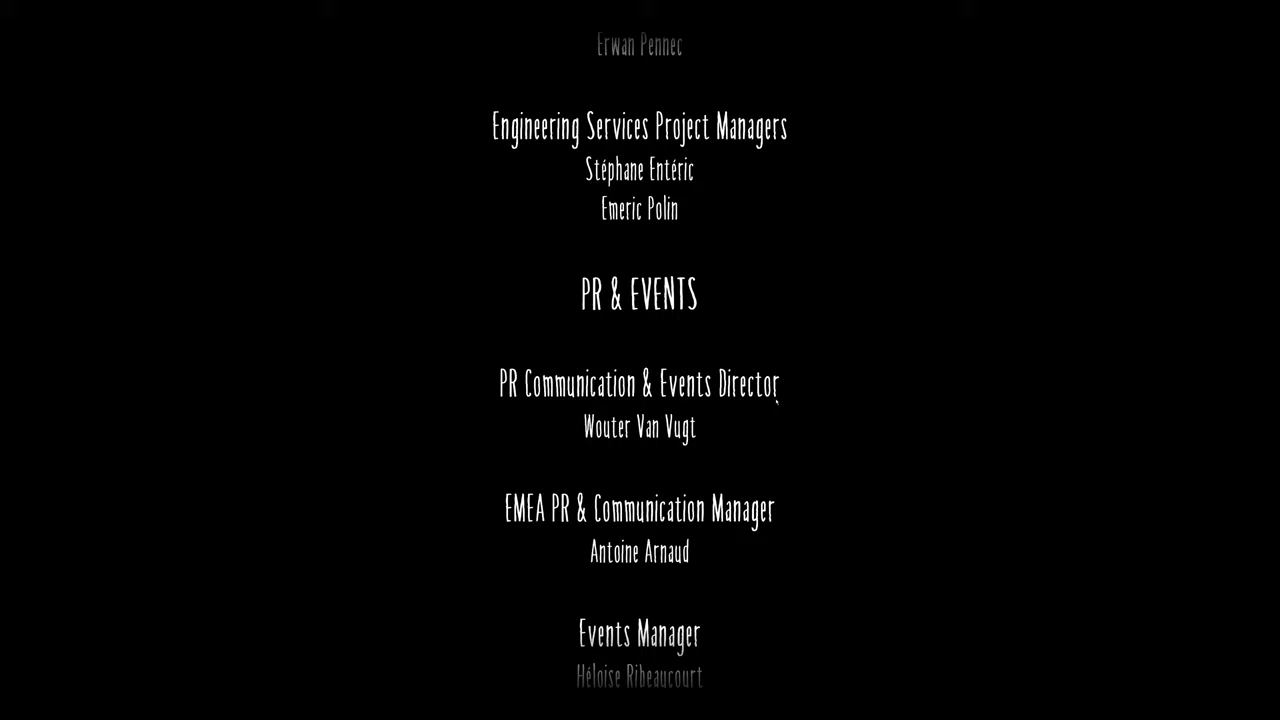 Erwan Pennec
Engineering Services Project Managers
Stéphane Entéric
Emeric Polin
PR & EVENTS
PR Communication & Events Director
Wouter Van Vugt
EMEA PR & Communication Manager
Antoine Arnaud
Events Manager
Héloise Ribeaucourt